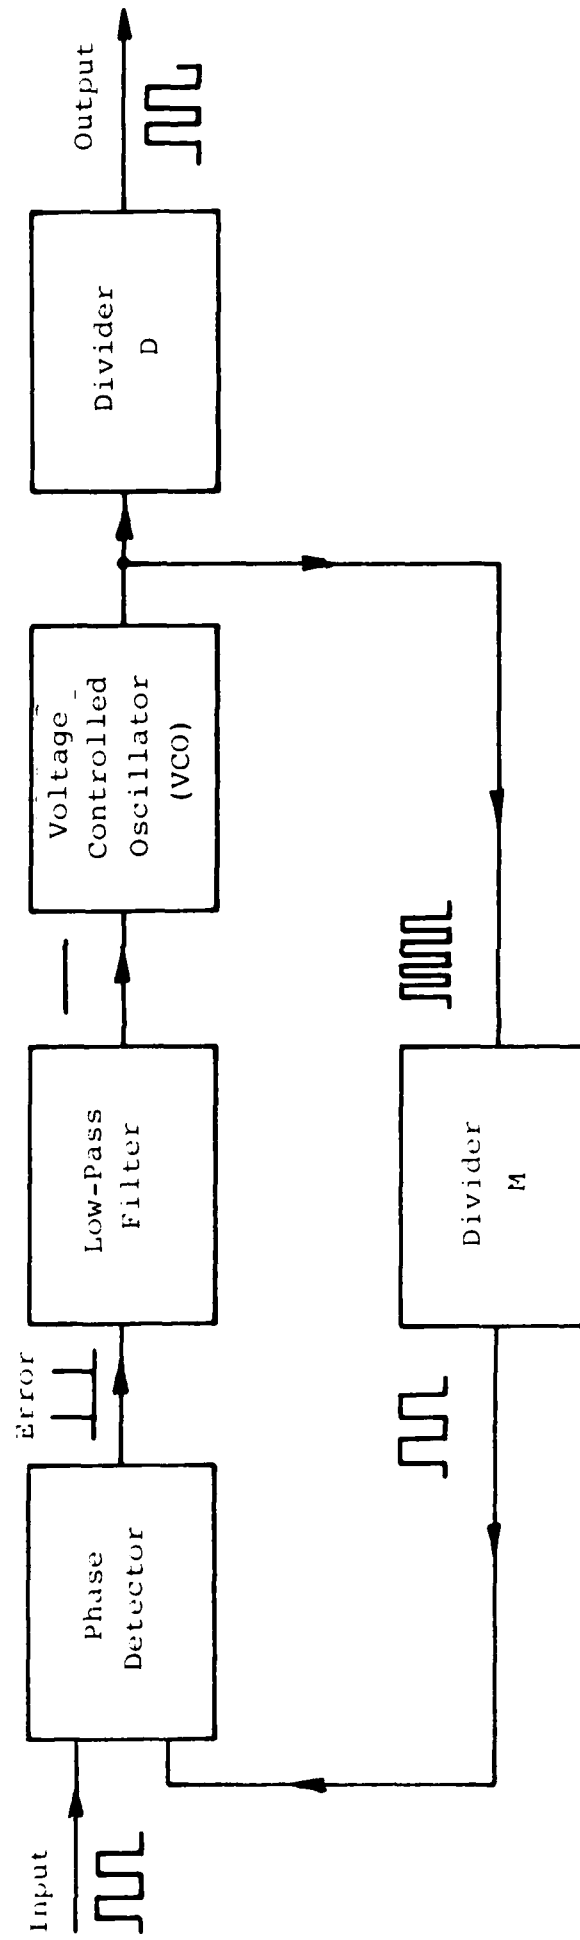 Input
Phase
Detector
Error
Low-Pass
Filter
Voltage
Controlled
Oscillator
(VCO)
Divider
D
Output
Divider
M